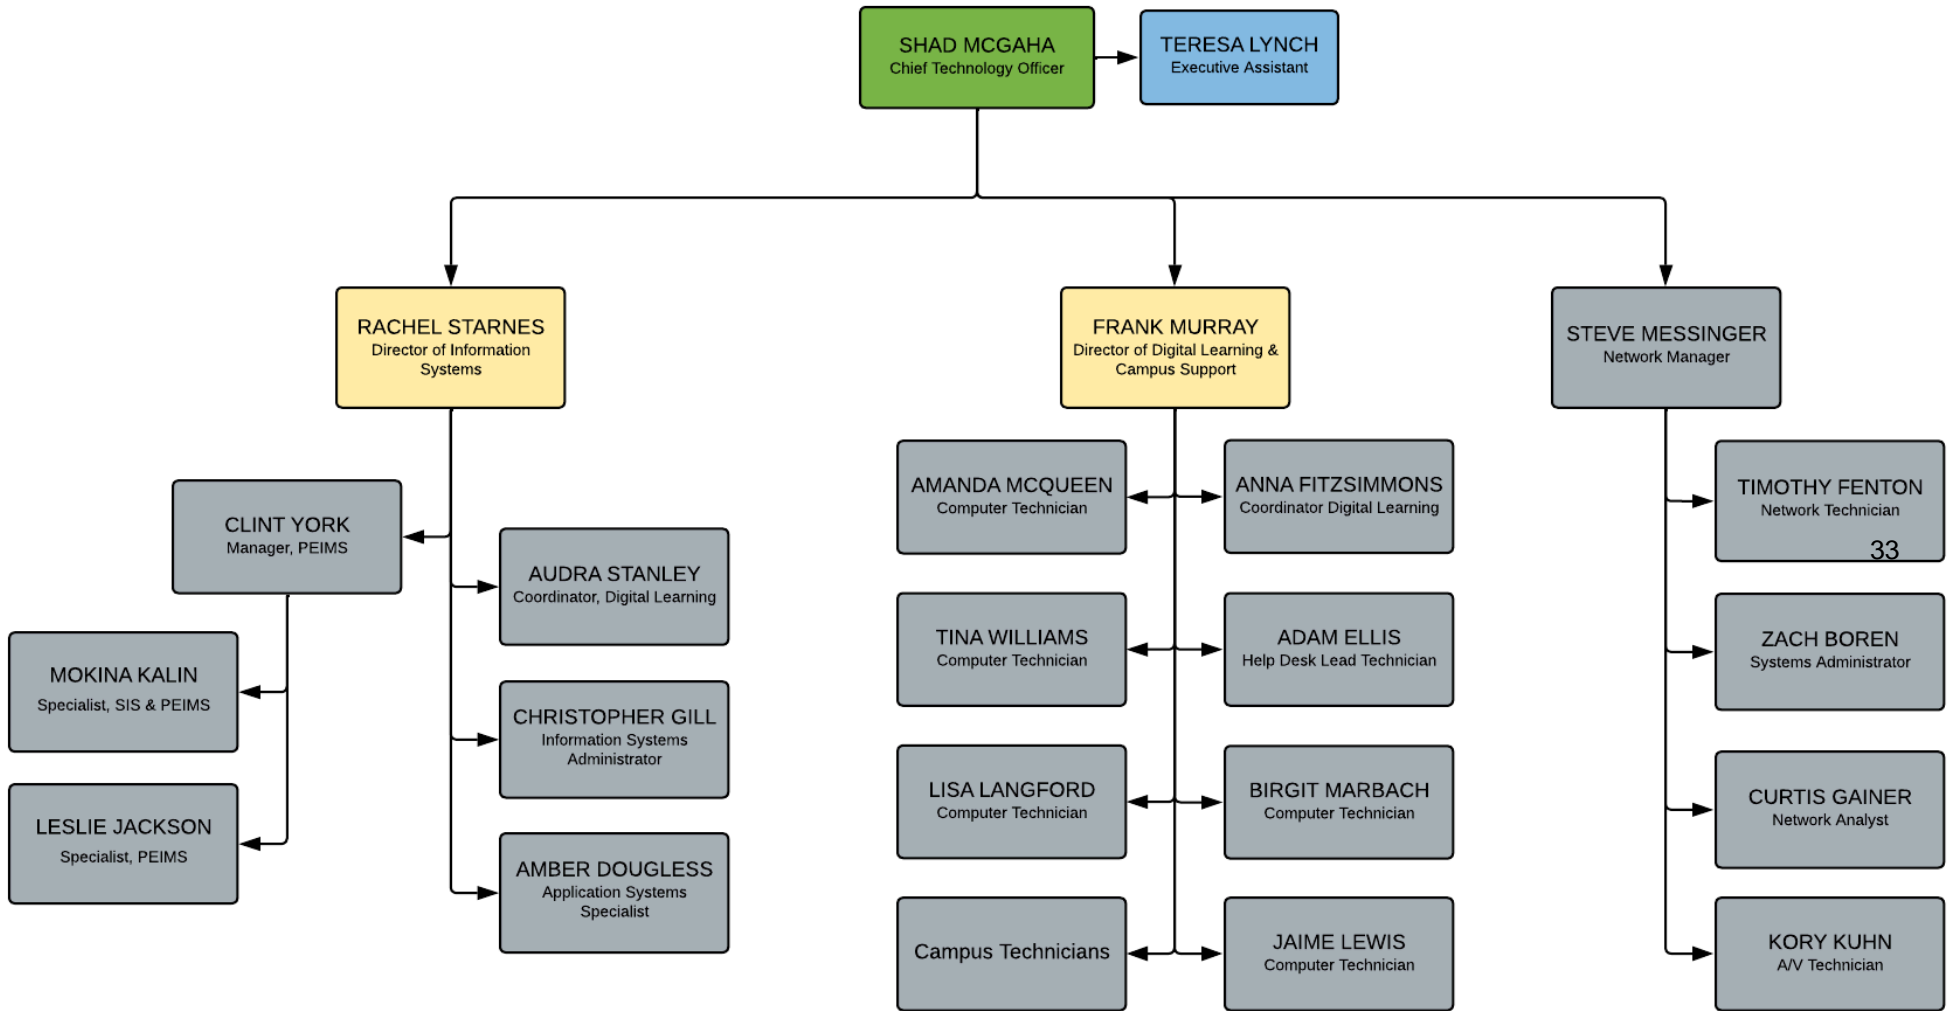 SHAD MCGAHA
Chief Technology Officer
TERESA LYNCH
Executive Assistant
RACHEL STARNES
Director of Information
Systems
FRANK MURRAY
Director of Digital Learning &
Campus Support
STEVE MESSINGER
Network Manager
CLINT YORK
Manager, PEIMS
MOKINA KALIN
Specialist, SIS & PEIMS
LESLIE JACKSON
Specialist, PEIMS
AUDRA STANLEY
Coordinator, Digital Learning
CHRISTOPHER GILL
Information Systems
Administrator
AMBER DOUGLESS
Application Systems
Specialist
AMANDA MCQUEEN
Computer Technician
ANNA FITZSIMMONS
Coordinator Digital Learning
TINA WILLIAMS
Computer Technician
ADAM ELLIS
Help Desk Lead Technician
LISA LANGFORD
Computer Technician
BIRGIT MARBACH
Computer Technician
Campus Technicians
JAIME LEWIS
Computer Technician
TIMOTHY FENTON
Network Technician
33
ZACH BOREN
Systems Administrator
CURTIS GAINER
Network Analyst
KORY KUHN
A/V Technician